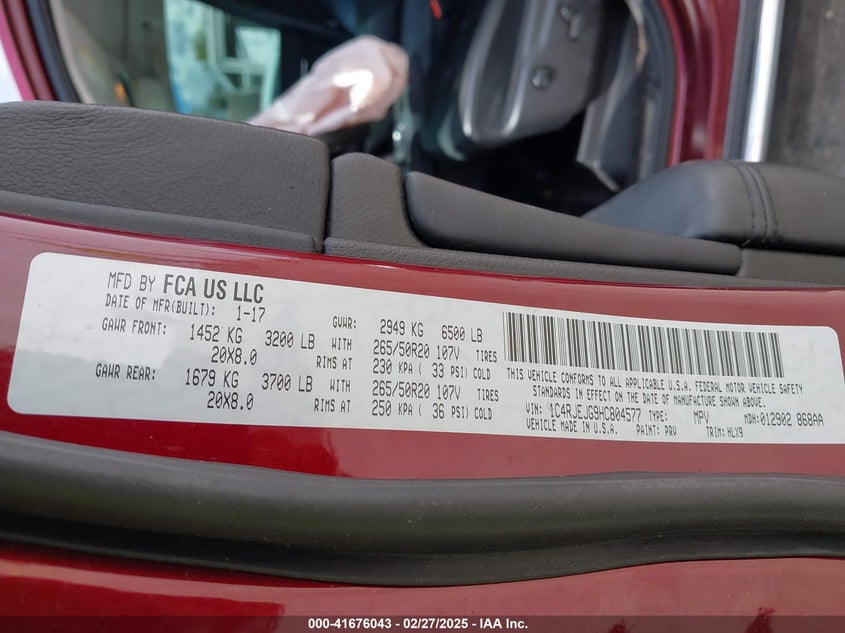 MFD BY FCA US LLC
DATE OF MFR(BUILT): 1-17 GVWR: 2949 KG 6500 LB
GAWR FRONT: 1452 KG 3200 LB WITH 265/50R20 107V TIRES
20X8.0 RIMS AT 230 KPA ( 33 PSI) COLD
GAWR REAR: 1679 KG 3700 LB WITH 265/50R20 107V TIRES
20X8.0 RIMS AT 250 KPA ( 36 PSI) COLD
THIS VEHICLE CONFORMS TO ALL APPLICABLE U.S.A. FEDERAL MOTOR VEHICLE SAFETY
STANDARDS IN EFFECT ON THE DATE OF MANUFACTURE SHOWN ABOVE.
VIN: 1C4RJEJG9HC804577 TYPE: MPV MDH:012902 868AA
VEHICLE MADE IN U.S.A. PAINT: PRV TRIM: HLX9
000-41676043 — 02/27/2025 — IAA Inc.